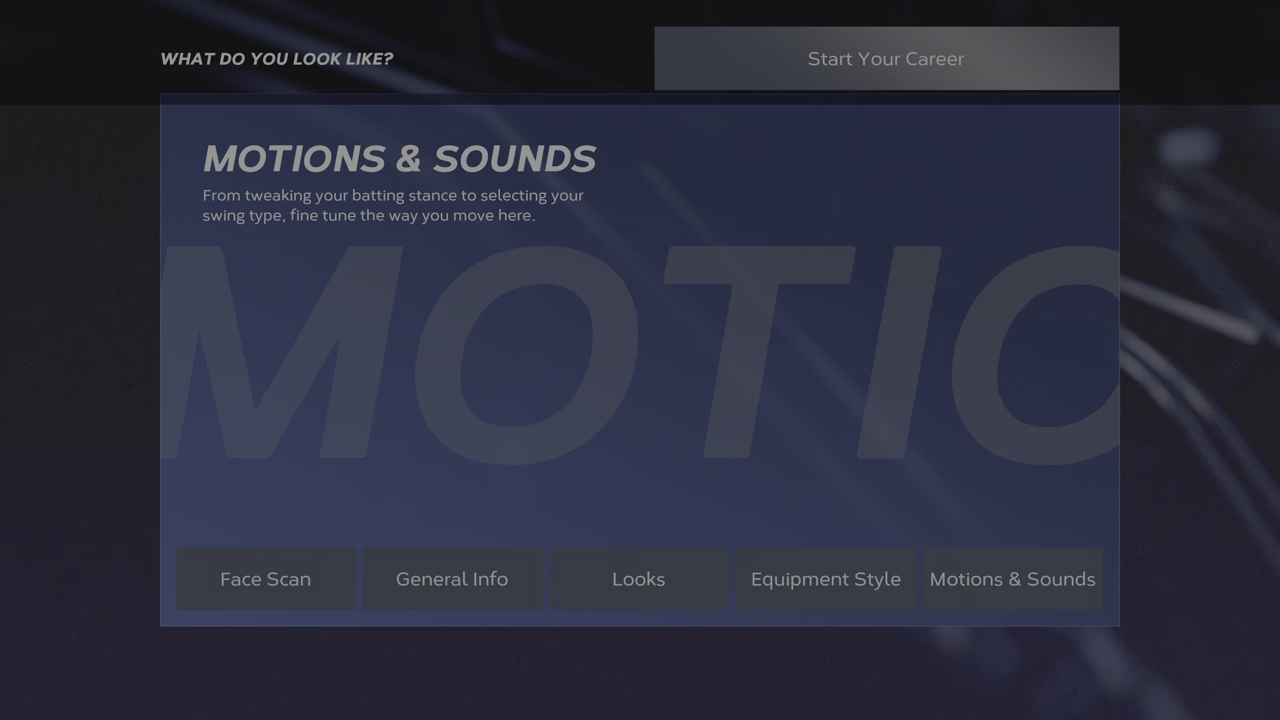 WHAT DO YOU LOOK LIKE?
Start Your Career
MOTIONS & SOUNDS
From tweaking your batting stance to selecting your
swing type, fine tune the way you move here.
MOTIO
Face Scan
General Info
Looks
Equipment Style
Motions & Sounds